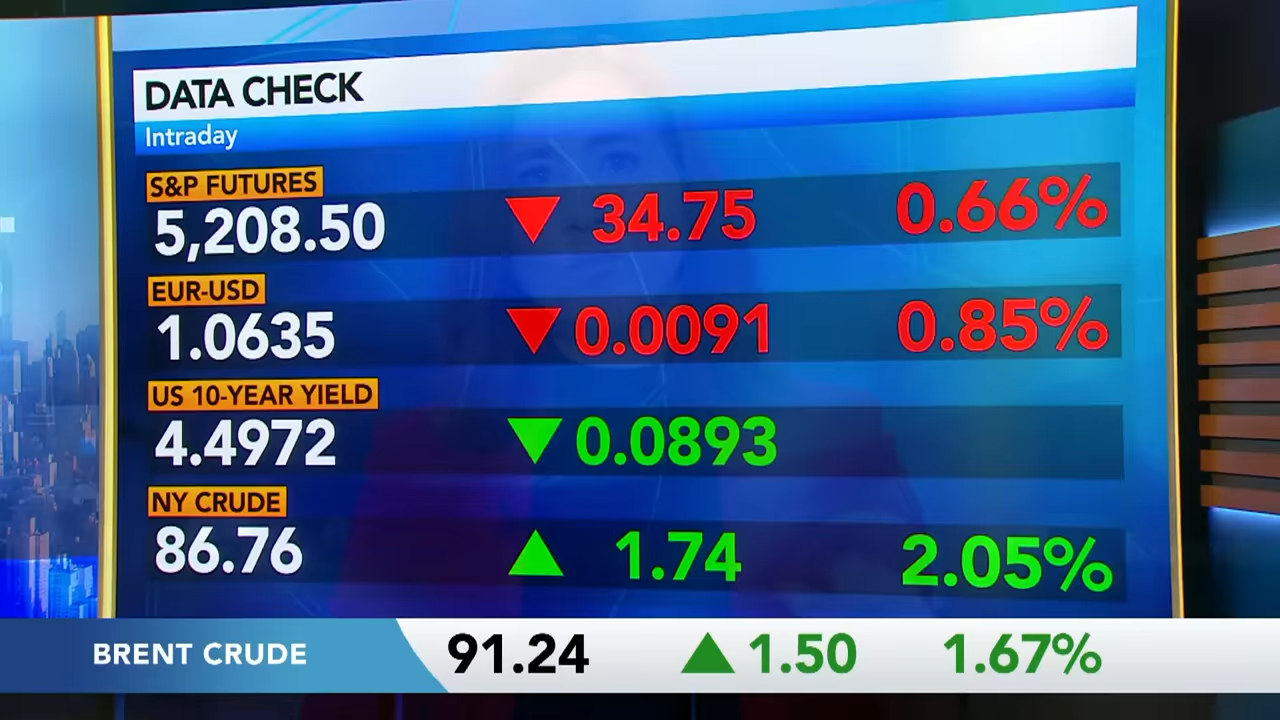 DATA CHECK
Intraday
S&P FUTURES
5,208.50 ▼ 34.75 0.66%
EUR-USD
1.0635 ▼ 0.0091 0.85%
US 10-YEAR YIELD
4.4972 ▼ 0.0893
NY CRUDE
86.76 ▲ 1.74 2.05%
BRENT CRUDE 91.24 ▲ 1.50 1.67%